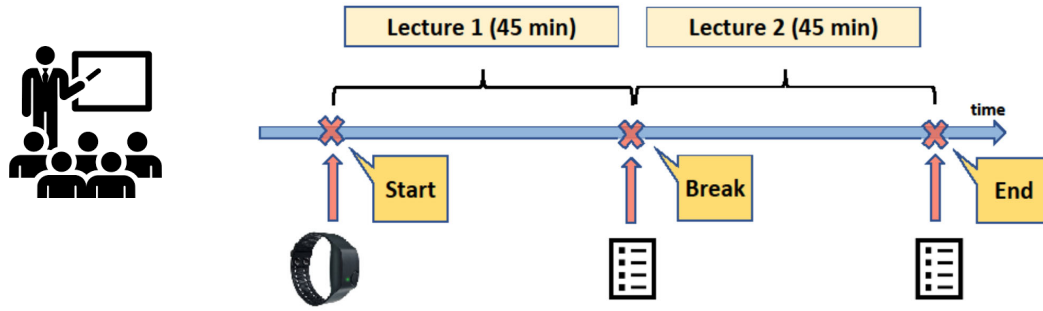 Lecture 1 (45 min)
Lecture 2 (45 min)
time
Start
Break
End